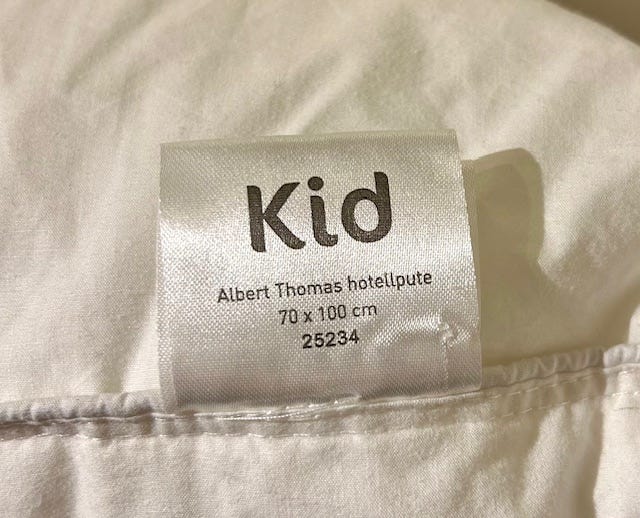 Kid
Albert Thomas hotellpute
70 x 100 cm
25234